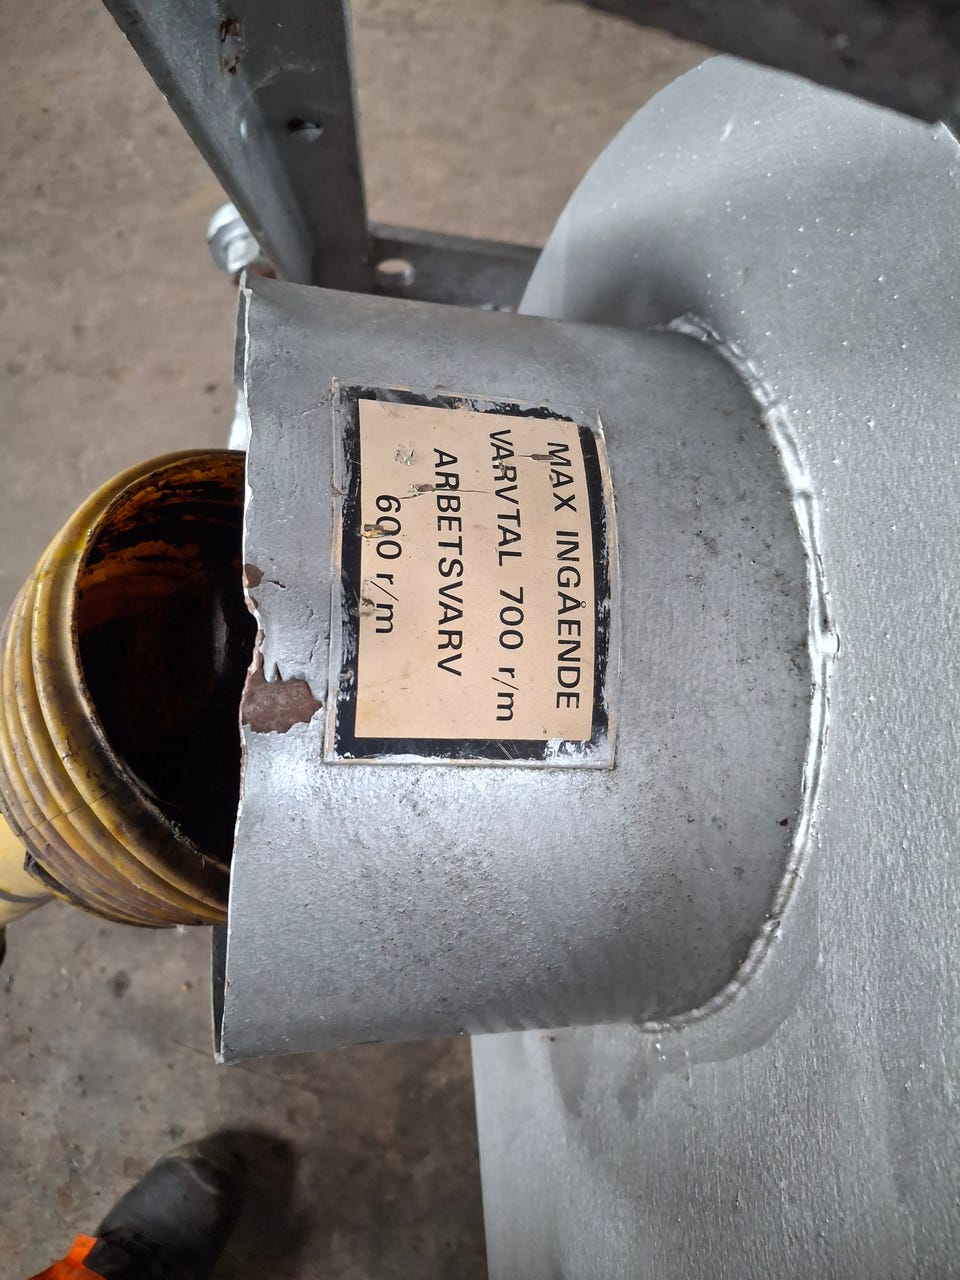 MAX INGÅENDE
VARVTAL 700 r/m
ARBETSVARV
600 r/m